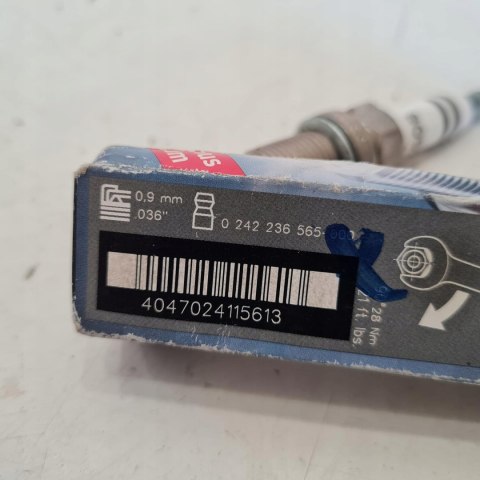 0,9 mm
.036"
0 242 236 565
4047024115613
28 Nm
ft. lbs.